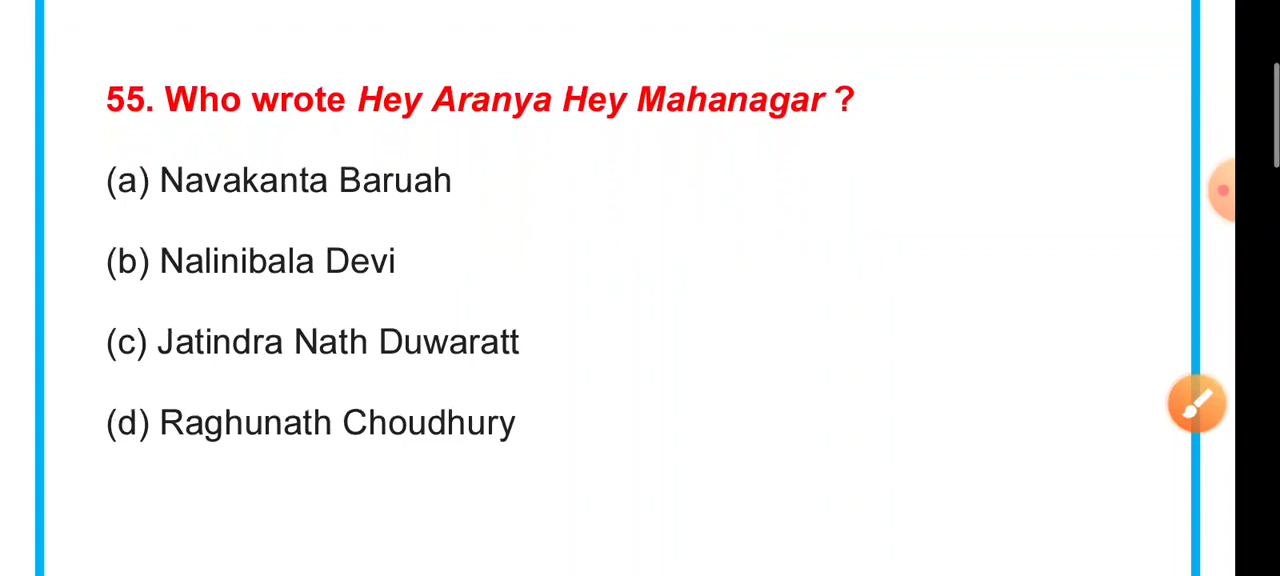 55. Who wrote Hey Aranya Hey Mahanagar ?
(a) Navakanta Baruah
(b) Nalinibala Devi
(c) Jatindra Nath Duwaratt
(d) Raghunath Choudhury